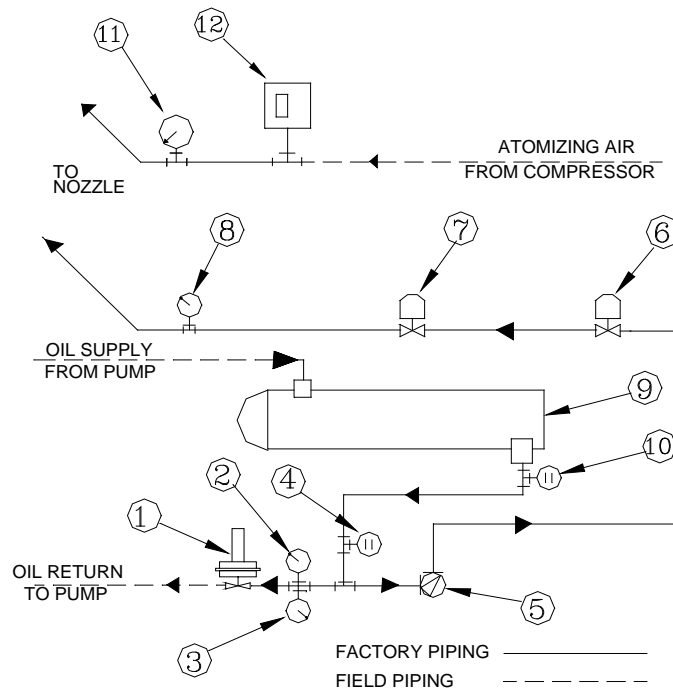 11
12
TO
NOZZLE
ATOMIZING AIR
FROM COMPRESSOR
8
7
6
OIL SUPPLY
FROM PUMP
9
10
2
4
1
OIL RETURN
TO PUMP
5
3
FACTORY PIPING
FIELD PIPING